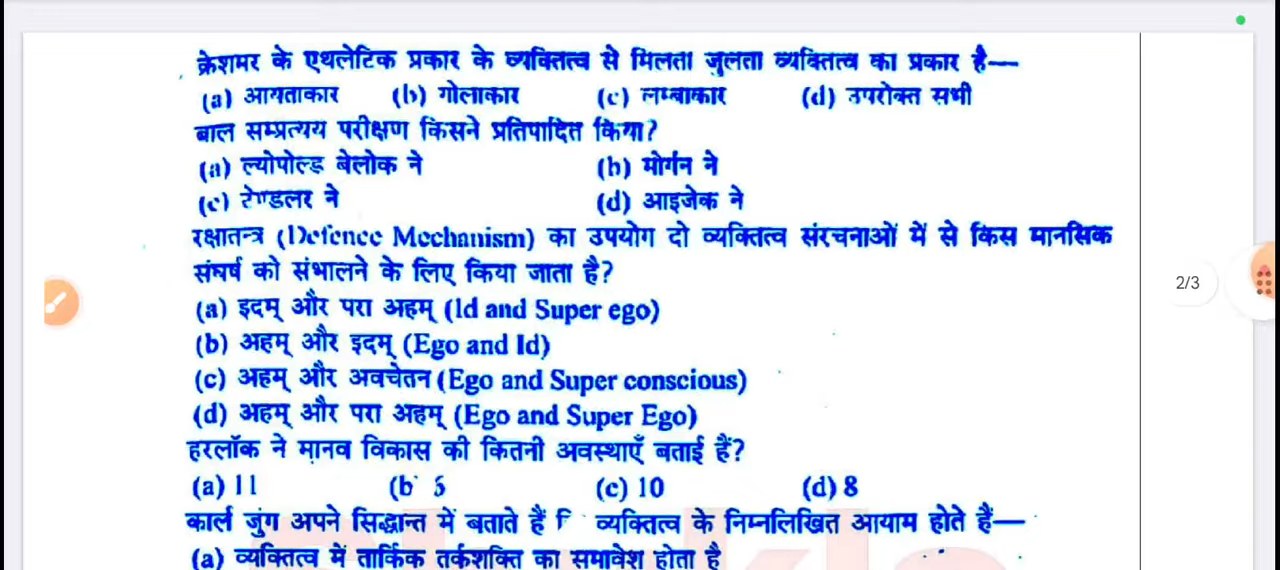 क्रेशमर के एथलेटिक प्रकार के व्यक्तित्व से मिलता जुलता व्यक्तित्व का प्रकार है—
(a) आयताकार (b) गोलाकार (c) लम्बाकार (d) उपरोक्त सभी
बाल सम्प्रत्यय परीक्षण किसने प्रतिपादित किया?
(a) ल्योपोल्ड बेलोक ने (b) मोर्गन ने
(c) टेण्डलर ने (d) आइजेक ने
रक्षातन्त्र (Defence Mechanism) का उपयोग दो व्यक्तित्व संरचनाओं में से किस मानसिक
संघर्ष को संभालने के लिए किया जाता है?
(a) इदम् और परा अहम् (Id and Super ego)
(b) अहम् और इदम् (Ego and Id)
(c) अहम् और अवचेतन (Ego and Super conscious)
(d) अहम् और परा अहम् (Ego and Super Ego)
हरलॉक ने मानव विकास की कितनी अवस्थाएँ बताई हैं?
(a) 11 (b (c) 10 (d) 8
कार्ल जुंग अपने सिद्धान्त में बताते हैं व्यक्तित्व के निम्नलिखित आयाम होते हैं—
(a) व्यक्तित्व में तार्किक तर्कशक्ति का समावेश होता है
2/3